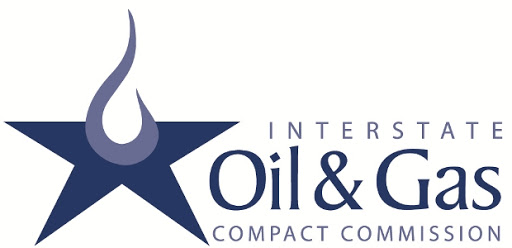 INTERSTATE
Oil & Gas
COMPACT COMMISSION